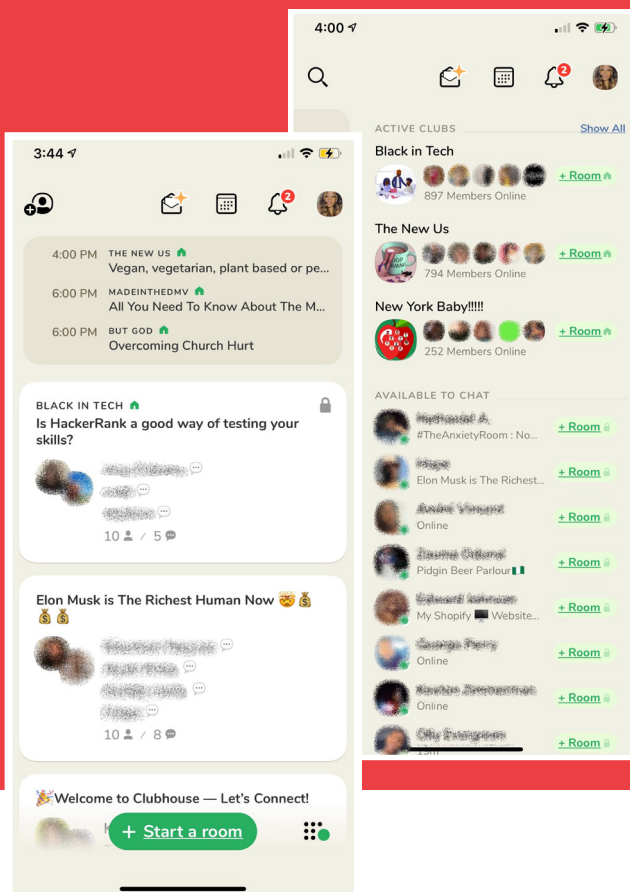 3:44
4:00 PM THE NEW US
Vegan, vegetarian, plant based or pe...
6:00 PM MADEINTHEDMV
All You Need To Know About The M...
6:00 PM BUT GOD
Overcoming Church Hurt
BLACK IN TECH
Is HackerRank a good way of testing your
skills?
10 / 5
Elon Musk is The Richest Human Now 🤯💰
💰💰
10 / 8
🎉Welcome to Clubhouse — Let's Connect!
+ Start a room
4:00
2
ACTIVE CLUBS Show All
Black in Tech
+ Room
897 Members Online
The New Us
+ Room
794 Members Online
New York Baby!!!!!
+ Room
252 Members Online
AVAILABLE TO CHAT
+ Room
#TheAnxietyRoom : No...
+ Room
Elon Musk is The Richest...
+ Room
Online
+ Room
Pidgin Beer Parlour🇳🇬
+ Room
My Shopify 🖥️ Website...
+ Room
Online
+ Room
Online
+ Room
2